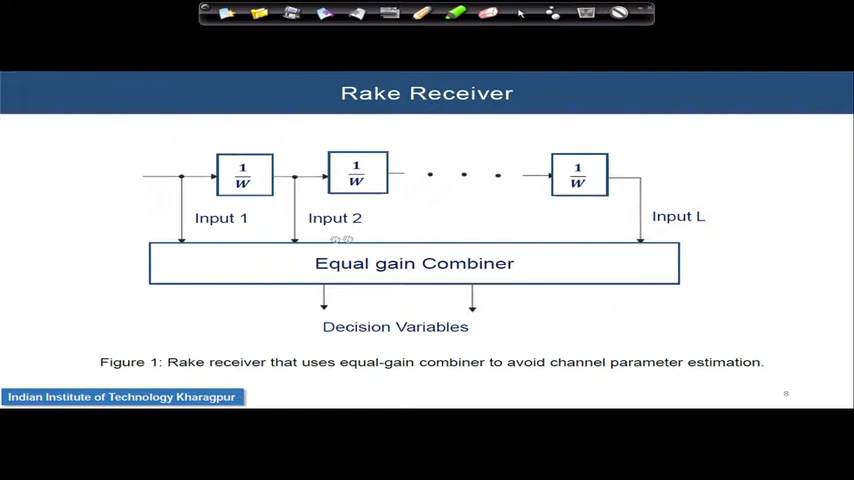 Rake Receiver
1/W
1/W
1/W
Input 1
Input 2
Input L
Equal gain Combiner
Decision Variables
Figure 1: Rake receiver that uses equal-gain combiner to avoid channel parameter estimation.
Indian Institute of Technology Kharagpur
8